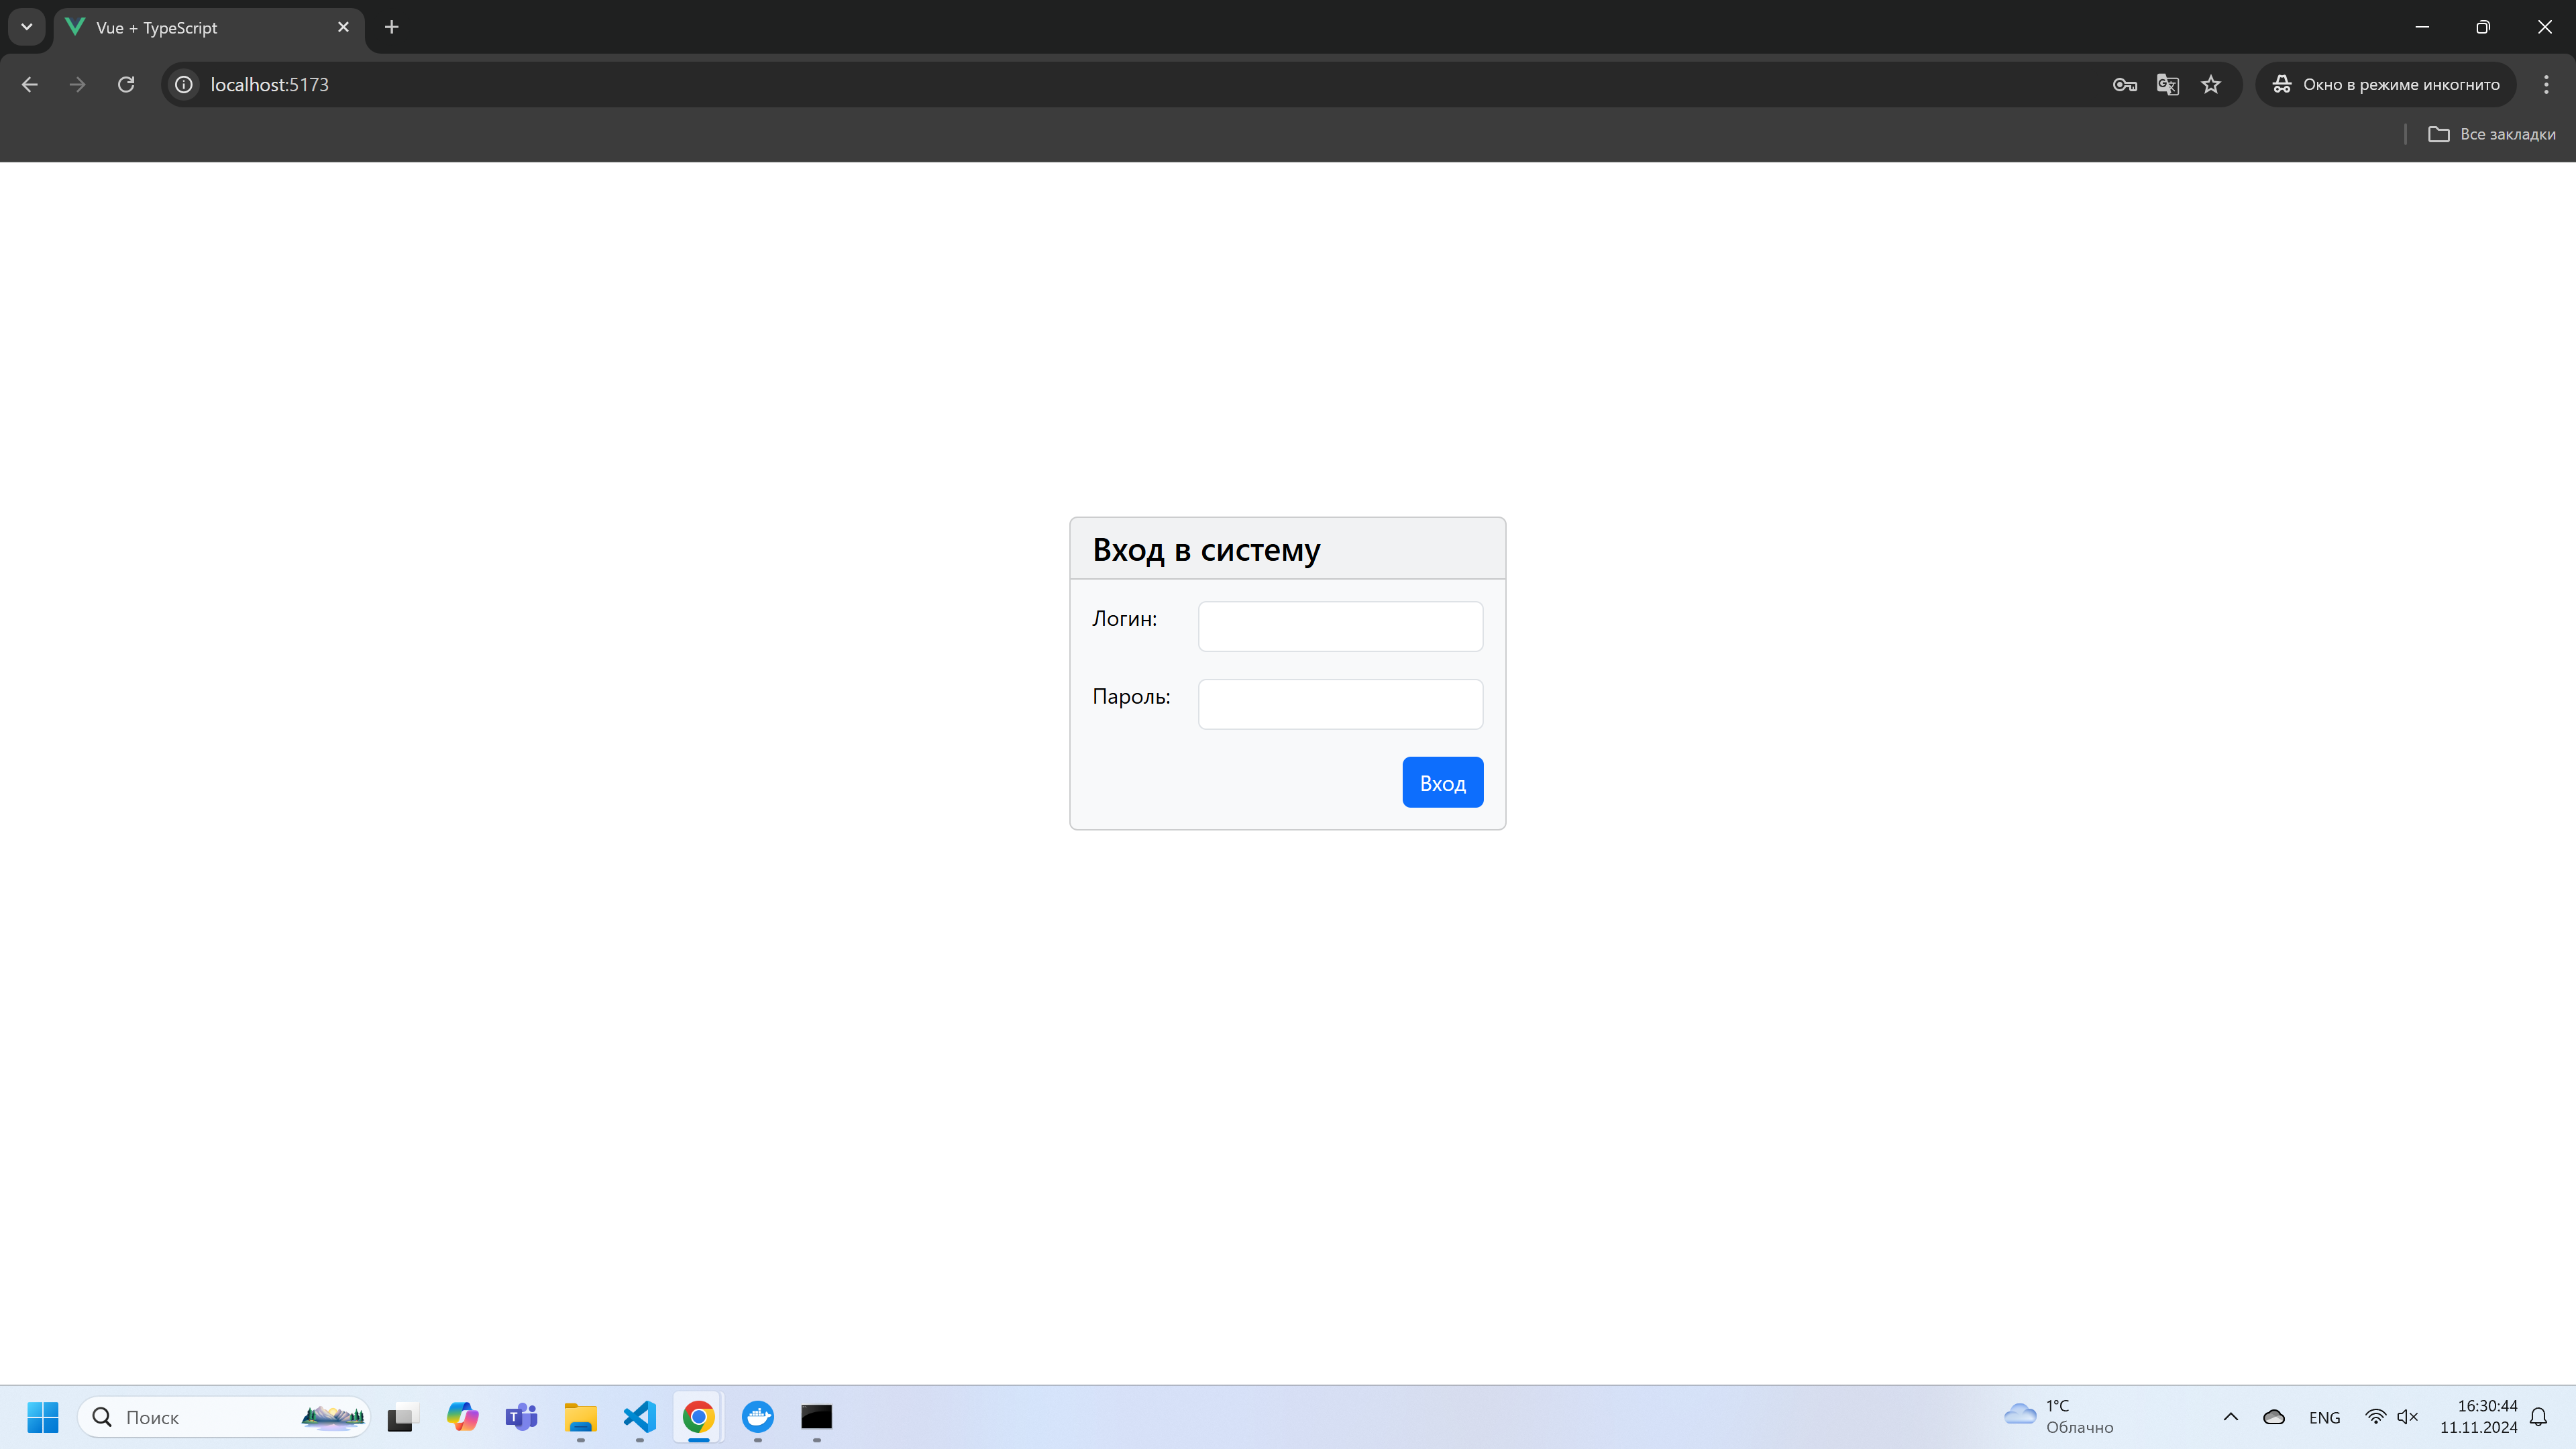 Vue + TypeScript
localhost:5173
Окно в режиме инкогнито
Все закладки
Вход в систему
Логин:
Пароль:
Вход
Поиск
1°C
Облачно
ENG
16:30:44
11.11.2024